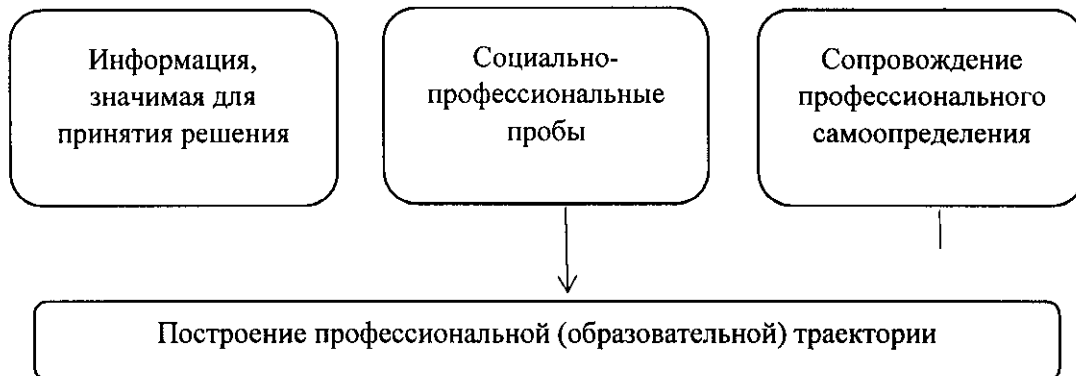 Информация,
значимая для
принятия решения
Социально-
профессиональные
пробы
Сопровождение
профессионального
самоопределения
Построение профессиональной (образовательной) траектории